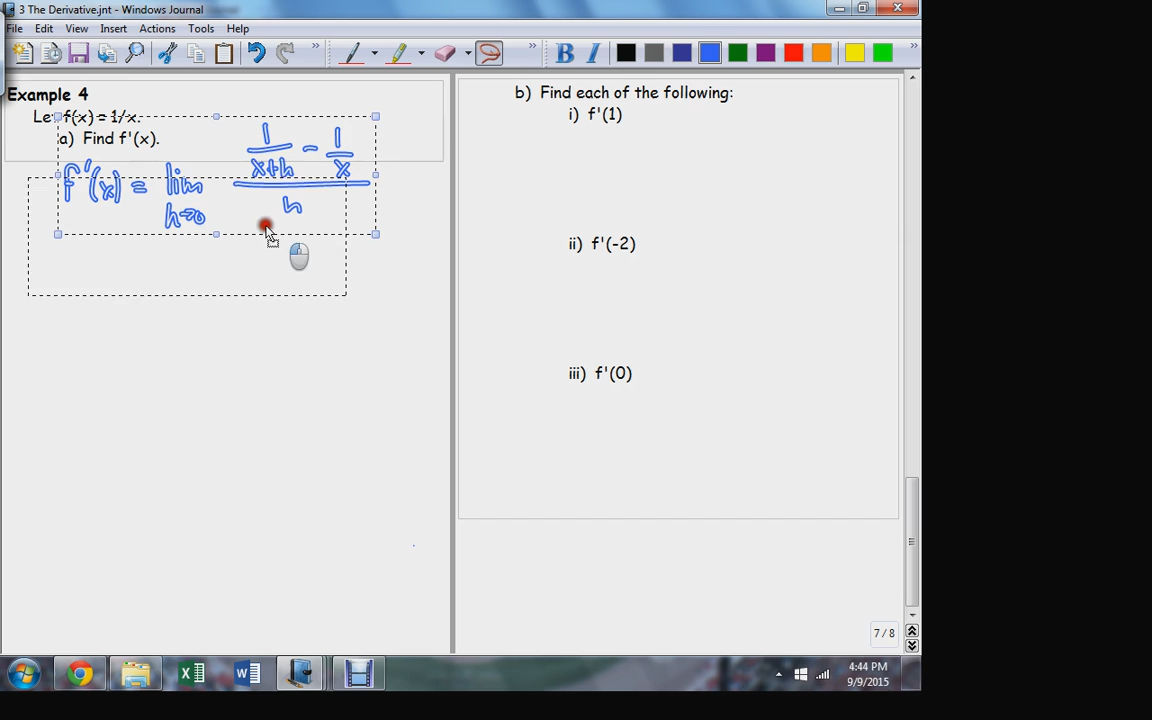 3 The Derivative.jnt - Windows Journal
File Edit View Insert Actions Tools Help
B I
Example 4
Let f(x) = 1/x.
a) Find f'(x).
f'(x) = lim h→0 (1/(x+h) - 1/x)/h
b) Find each of the following:
i) f'(1)
ii) f'(-2)
iii) f'(0)
7 / 8
4:44 PM
9/9/2015